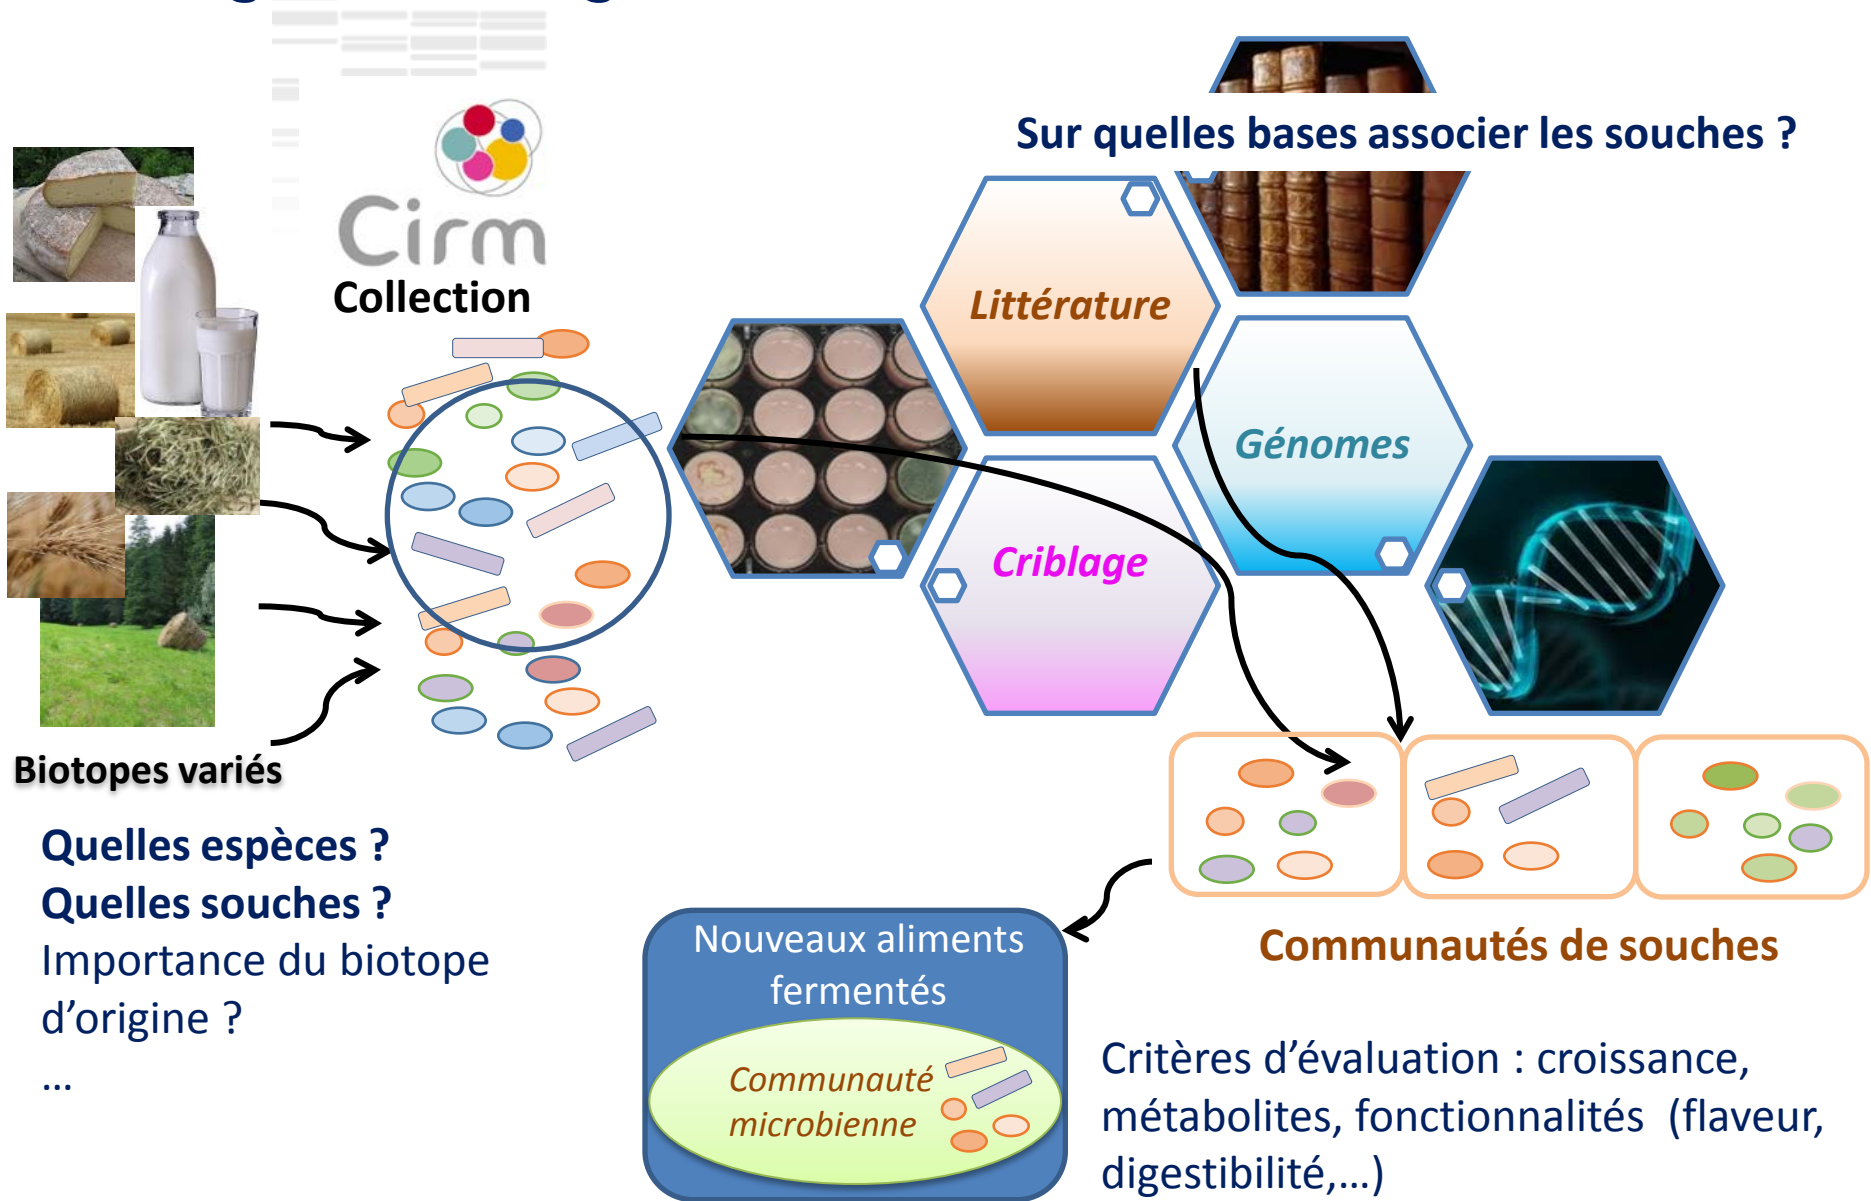 Sur quelles bases associer les souches ?
Cirm
Collection
Littérature
Génomes
Criblage
Biotopes variés
Quelles espèces ?
Quelles souches ?
Importance du biotope
d’origine ?
…
Communautés de souches
Nouveaux aliments
fermentés
Communauté
microbienne
Critères d’évaluation : croissance,
métabolites, fonctionnalités (flaveur,
digestibilité,…)